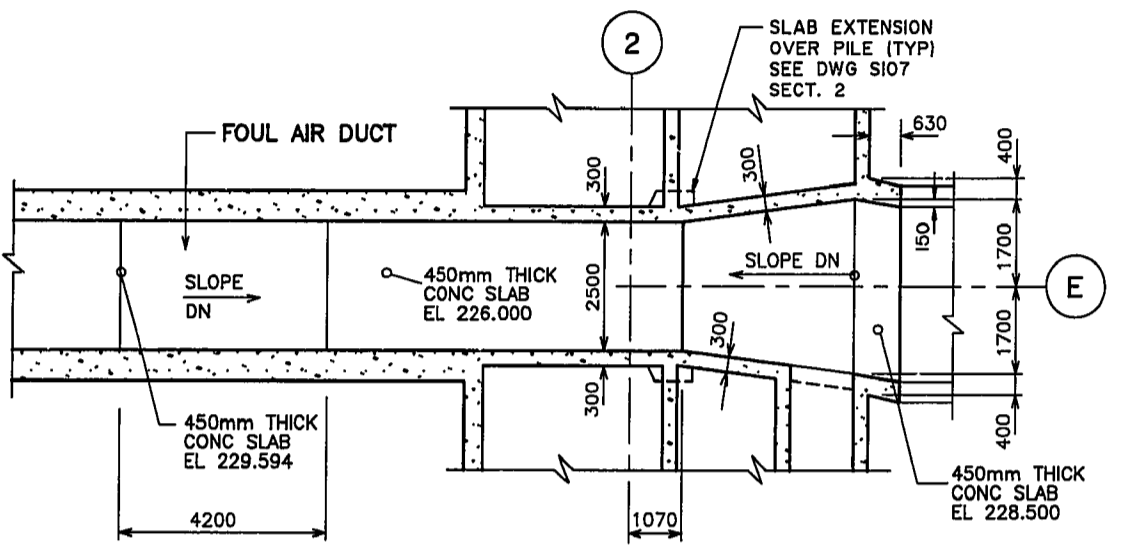 2
SLAB EXTENSION
OVER PILE (TYP)
SEE DWG S107
SECT. 2
FOUL AIR DUCT
630
400
300
300
150
1700
SLOPE
DN
450mm THICK
CONC SLAB
EL 226.000
2500
SLOPE DN
E
1700
300
300
400
450mm THICK
CONC SLAB
EL 229.594
450mm THICK
CONC SLAB
EL 228.500
4200
1070